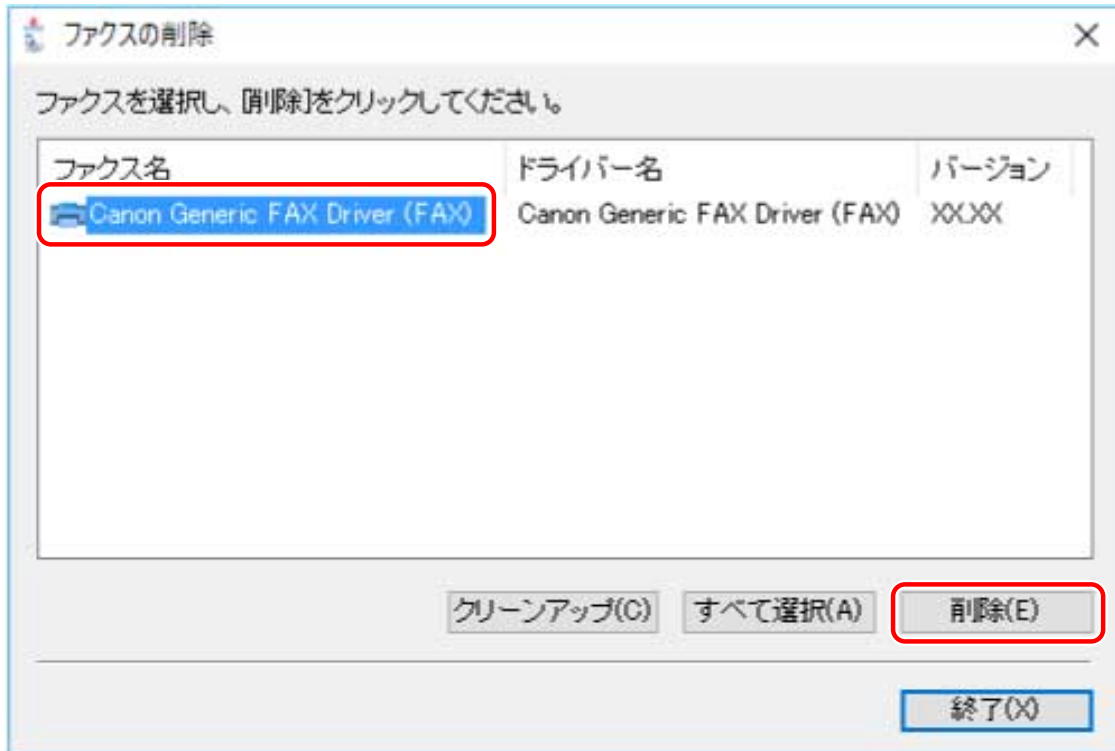 ファクスの削除
ファクスを選択し、[削除]をクリックしてください。
ファクス名 ドライバー名 バージョン
Canon Generic FAX Driver (FAX) Canon Generic FAX Driver (FAX) XX.XX
クリーンアップ(C) すべて選択(A) 削除(E)
終了(X)